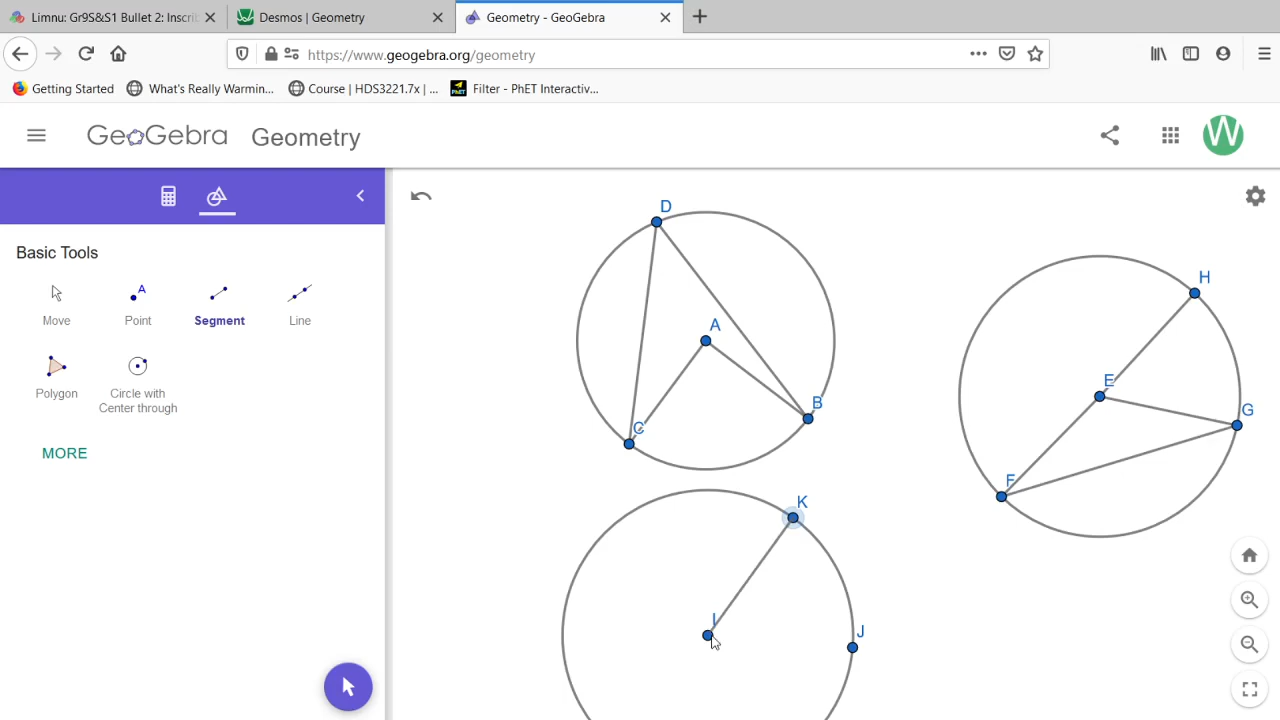 Limnu: Gr9S&S1 Bullet 2: Inscri
Desmos | Geometry
Geometry - GeoGebra
https://www.geogebra.org/geometry
Getting Started
What's Really Warmin...
Course | HDS3221.7x | ...
Filter - PhET Interactiv...
GeoGebra Geometry
W
Basic Tools
Move
Point
Segment
Line
Polygon
Circle with
Center through
MORE
A
D
A
B
C
H
E
G
F
K
I
J